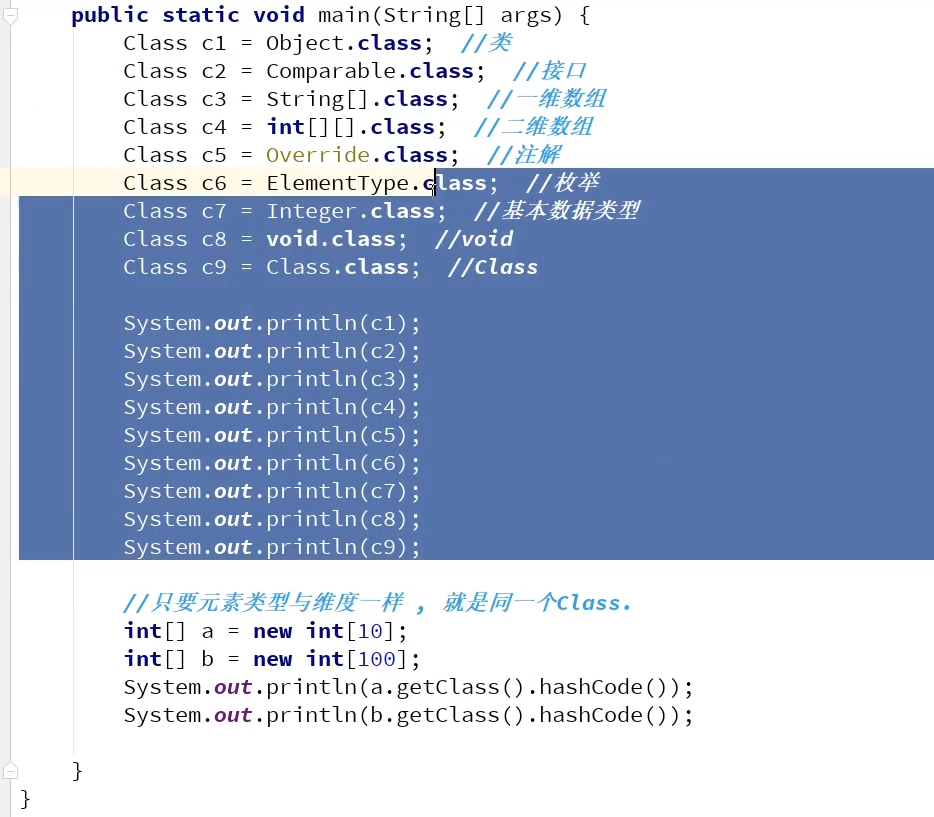 public static void main(String[] args) {
Class c1 = Object.class; //类
Class c2 = Comparable.class; //接口
Class c3 = String[].class; //一维数组
Class c4 = int[][].class; //二维数组
Class c5 = Override.class; //注解
Class c6 = ElementType.class; //枚举
Class c7 = Integer.class; //基本数据类型
Class c8 = void.class; //void
Class c9 = Class.class; //Class
System.out.println(c1);
System.out.println(c2);
System.out.println(c3);
System.out.println(c4);
System.out.println(c5);
System.out.println(c6);
System.out.println(c7);
System.out.println(c8);
System.out.println(c9);
//只要元素类型与维度一样 , 就是同一个Class.
int[] a = new int[10];
int[] b = new int[100];
System.out.println(a.getClass().hashCode());
System.out.println(b.getClass().hashCode());
}
}